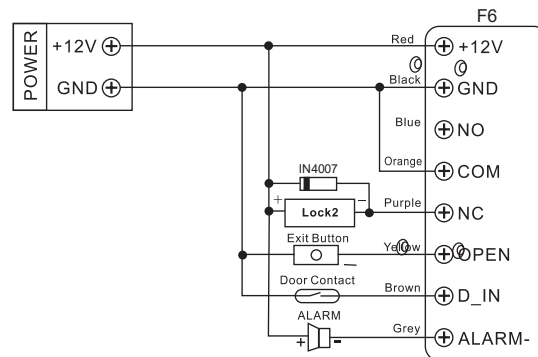 F6
POWER
+12V
GND
Red
+12V
Black
GND
Blue
NO
Orange
COM
IN4007
+
Lock2
−
Purple
NC
Exit Button
Yellow
OPEN
Door Contact
Brown
D_IN
ALARM
+
-
Grey
ALARM-